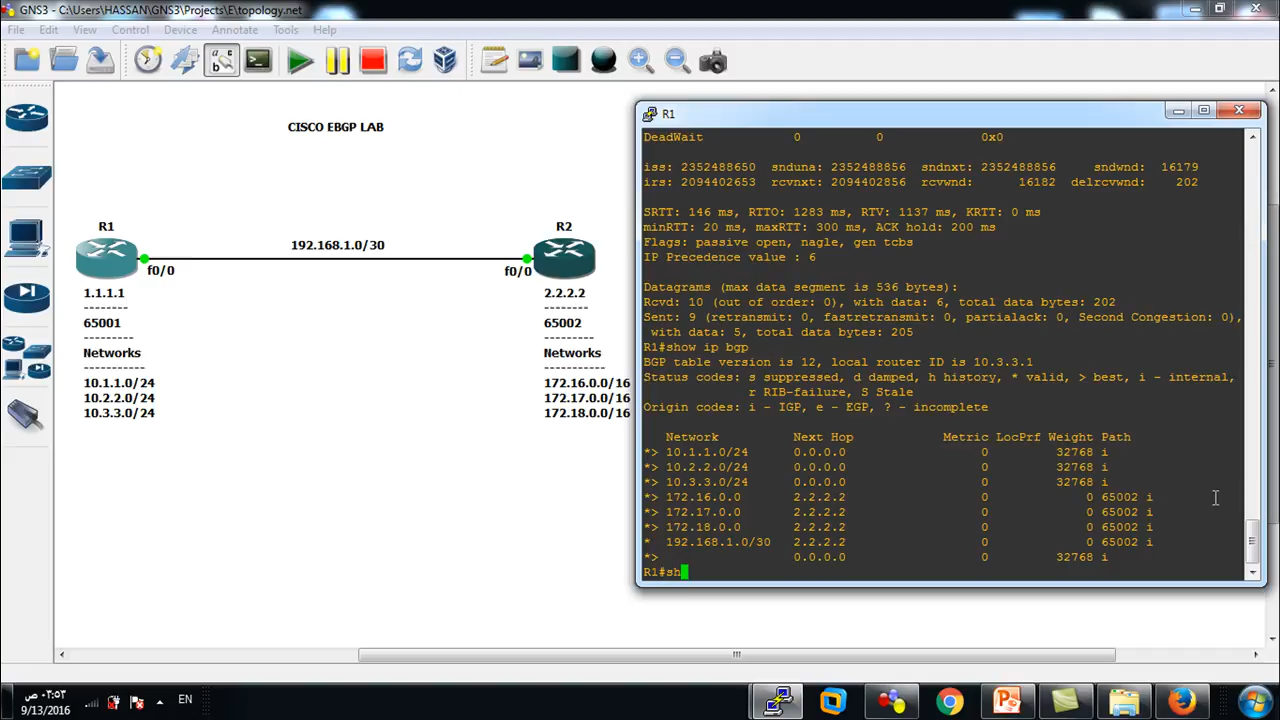 GNS3 - C:\Users\HASSAN\GNS3\Projects\E\topology.net
File Edit View Control Device Annotate Tools Help
CISCO EBGP LAB
R1
R2
192.168.1.0/30
f0/0
f0/0
1.1.1.1
--------
65001
--------
Networks
-----------
10.1.1.0/24
10.2.2.0/24
10.3.3.0/24
2.2.2.2
--------
65002
--------
Networks
-----------
172.16.0.0/16
172.17.0.0/16
172.18.0.0/16
R1
DeadWait 0 0 0x0
iss: 2352488650 snduna: 2352488856 sndnxt: 2352488856 sndwnd: 16179
irs: 2094402653 rcvnxt: 2094402856 rcvwnd: 16182 delrcvwnd: 202
SRTT: 146 ms, RTTO: 1283 ms, RTV: 1137 ms, KRTT: 0 ms
minRTT: 20 ms, maxRTT: 300 ms, ACK hold: 200 ms
Flags: passive open, nagle, gen tcbs
IP Precedence value : 6
Datagrams (max data segment is 536 bytes):
Rcvd: 10 (out of order: 0), with data: 6, total data bytes: 202
Sent: 9 (retransmit: 0, fastretransmit: 0, partialack: 0, Second Congestion: 0),
with data: 5, total data bytes: 205
R1#show ip bgp
BGP table version is 12, local router ID is 10.3.3.1
Status codes: s suppressed, d damped, h history, * valid, > best, i - internal,
r RIB-failure, S Stale
Origin codes: i - IGP, e - EGP, ? - incomplete
Network Next Hop Metric LocPrf Weight Path
*> 10.1.1.0/24 0.0.0.0 0 32768 i
*> 10.2.2.0/24 0.0.0.0 0 32768 i
*> 10.3.3.0/24 0.0.0.0 0 32768 i
*> 172.16.0.0 2.2.2.2 0 0 65002 i
*> 172.17.0.0 2.2.2.2 0 0 65002 i
*> 172.18.0.0 2.2.2.2 0 0 65002 i
* 192.168.1.0/30 2.2.2.2 0 0 65002 i
*> 0.0.0.0 0 32768 i
R1#sh
٠٢:٥٣ ص
9/13/2016
EN